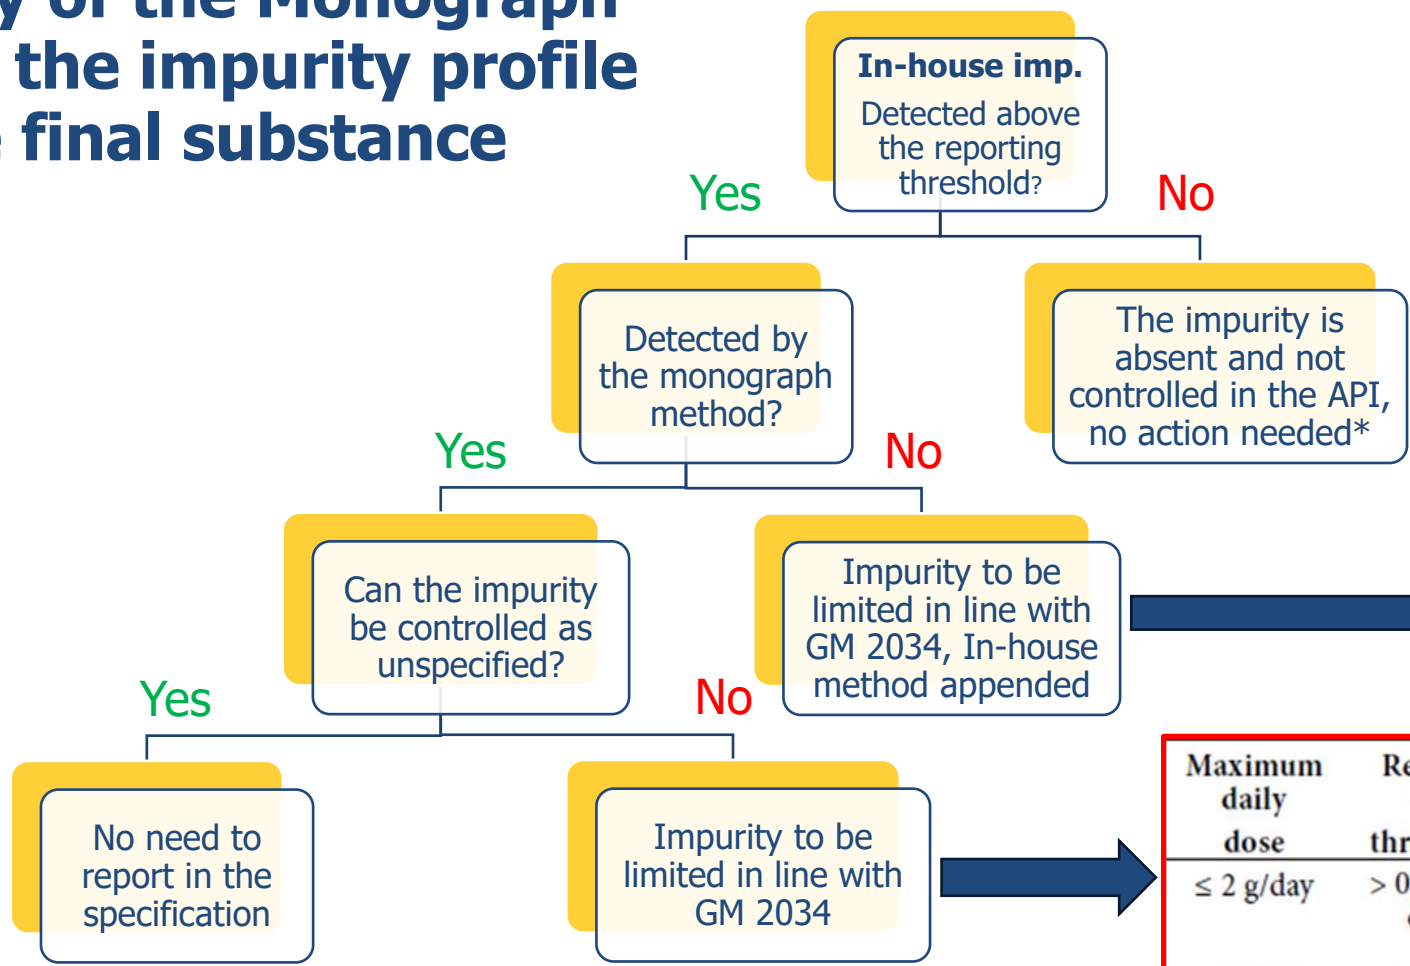 y of the Monograph
the impurity profile
final substance
In-house imp.
Detected above
the reporting
threshold?
Yes
No
Detected by
the monograph
method?
The impurity is
absent and not
controlled in the API,
no action needed*
Yes
No
Can the impurity
be controlled as
unspecified?
Impurity to be
limited in line with
GM 2034, In-house
method appended
Yes
No
No need to
report in the
specification
Impurity to be
limited in line with
GM 2034
Maximum
daily
dose
≤ 2 g/day
> 0